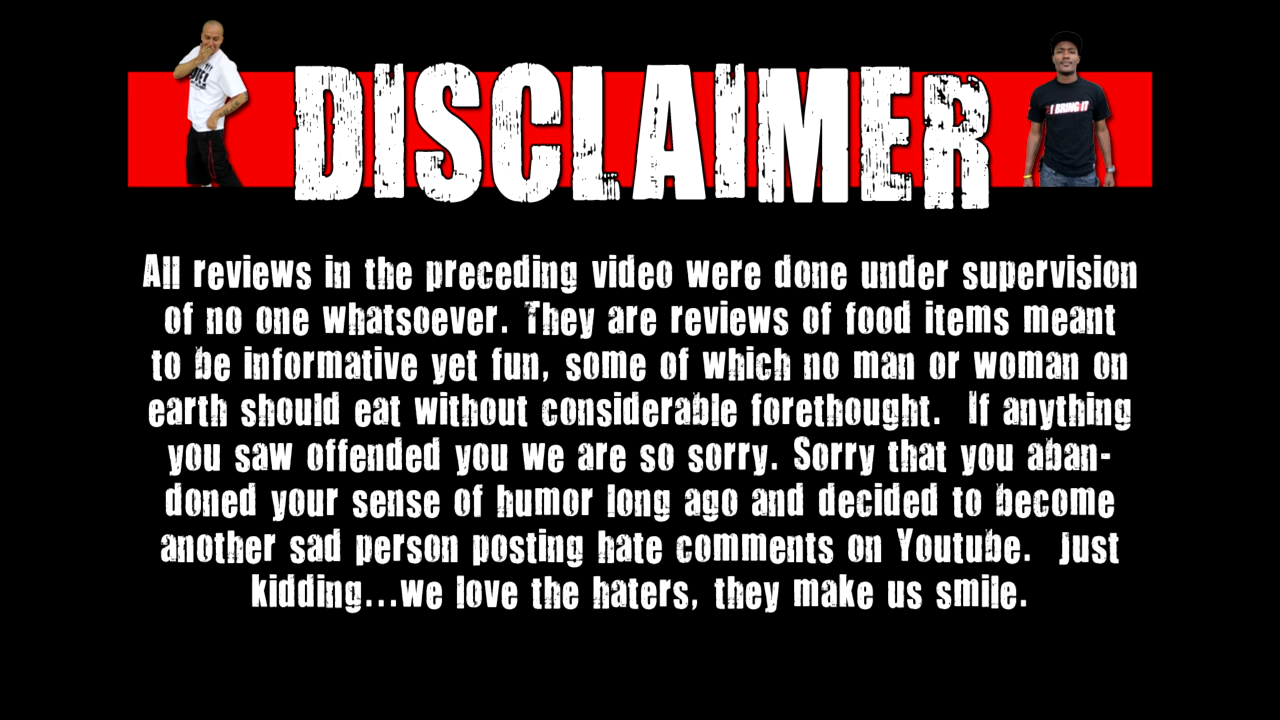 DISCLAIMER
I BRING IT
All reviews in the preceding video were done under supervision
of no one whatsoever. They are reviews of food items meant
to be informative yet fun, some of which no man or woman on
earth should eat without considerable forethought.  If anything
you saw offended you we are so sorry. Sorry that you aban-
doned your sense of humor long ago and decided to become
another sad person posting hate comments on Youtube.  Just
kidding...we love the haters, they make us smile.